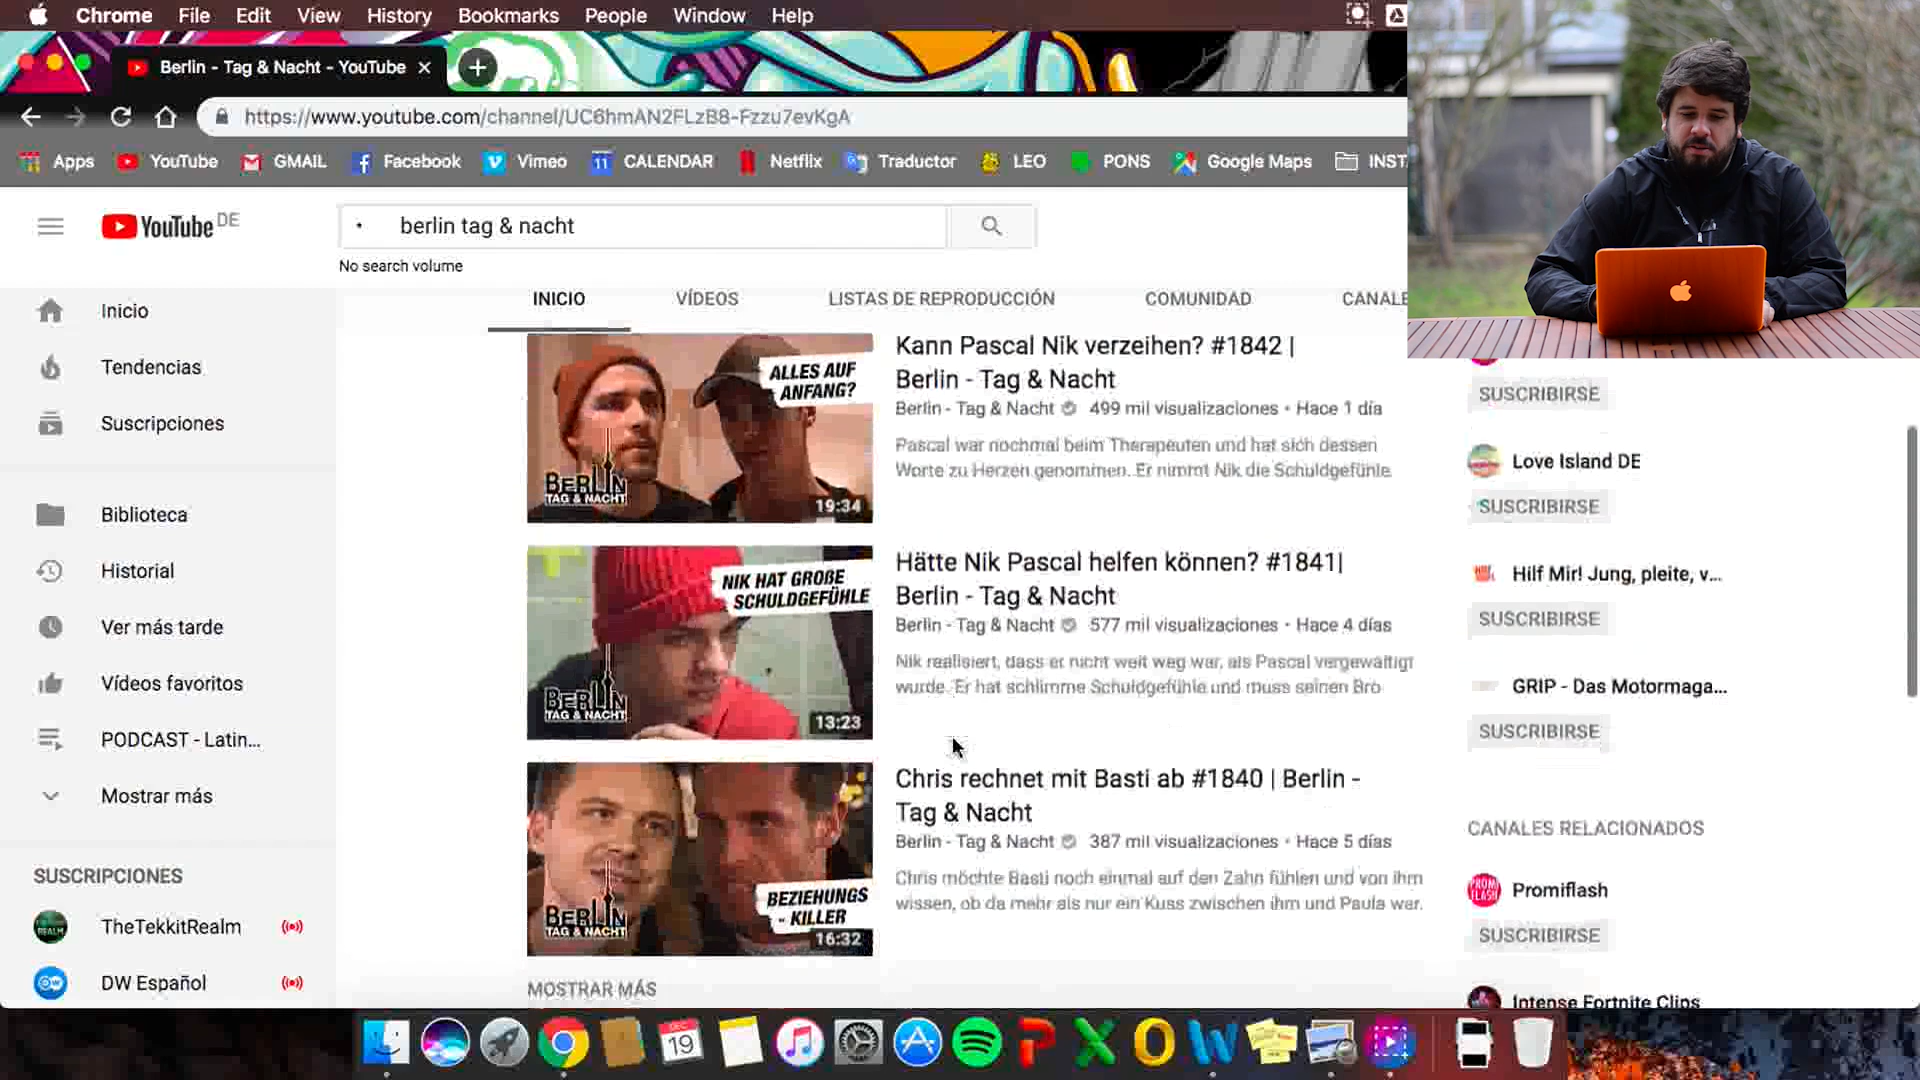 Chrome File Edit View History Bookmarks People Window Help
Berlin - Tag & Nacht - YouTube
https://www.youtube.com/channel/UC6hmAN2FLzB8-Fzzu7evKgA
Apps YouTube GMAIL Facebook Vimeo 11 CALENDAR Netflix Traductor LEO PONS Google Maps INST
YouTube DE
berlin tag & nacht
No search volume
INICIO VÍDEOS LISTAS DE REPRODUCCIÓN COMUNIDAD CANALE
Inicio
Tendencias
Suscripciones
Biblioteca
Historial
Ver más tarde
Vídeos favoritos
PODCAST - Latin...
Mostrar más
SUSCRIPCIONES
TheTekkitRealm
DW Español
ALLES AUF
ANFANG?
BERLIN
TAG & NACHT
19:34
Kann Pascal Nik verzeihen? #1842 |
Berlin - Tag & Nacht
Berlin - Tag & Nacht 499 mil visualizaciones • Hace 1 día
Pascal war nochmal beim Therapeuten und hat sich dessen
Worte zu Herzen genommen. Er nimmt Nik die Schuldgefühle.
NIK HAT GROßE
SCHULDGEFÜHLE
BERLIN
TAG & NACHT
13:23
Hätte Nik Pascal helfen können? #1841|
Berlin - Tag & Nacht
Berlin - Tag & Nacht 577 mil visualizaciones • Hace 4 días
Nik realisiert, dass er nicht weit weg war, als Pascal vergewaltigt
wurde. Er hat schlimme Schuldgefühle und muss seinen Bro
BEZIEHUNGS
- KILLER
BERLIN
TAG & NACHT
16:32
Chris rechnet mit Basti ab #1840 | Berlin -
Tag & Nacht
Berlin - Tag & Nacht 387 mil visualizaciones • Hace 5 días
Chris möchte Basti noch einmal auf den Zahn fühlen und von ihm
wissen, ob da mehr als nur ein Kuss zwischen ihm und Paula war.
MOSTRAR MÁS
SUSCRIBIRSE
Love Island DE
SUSCRIBIRSE
Hilf Mir! Jung, pleite, v...
SUSCRIBIRSE
GRIP - Das Motormaga...
SUSCRIBIRSE
CANALES RELACIONADOS
PROMI
FLASH
Promiflash
SUSCRIBIRSE
Intense Fortnite Clips
DEC
19